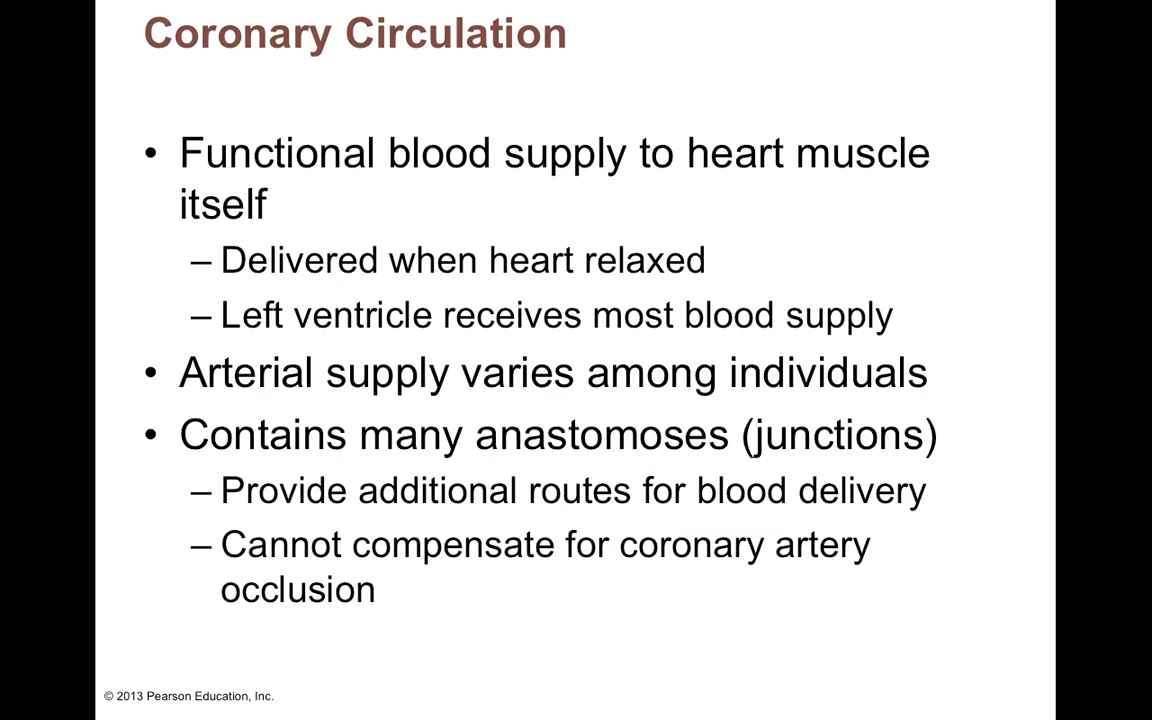 Coronary Circulation
• Functional blood supply to heart muscle
itself
– Delivered when heart relaxed
– Left ventricle receives most blood supply
• Arterial supply varies among individuals
• Contains many anastomoses (junctions)
– Provide additional routes for blood delivery
– Cannot compensate for coronary artery
occlusion
© 2013 Pearson Education, Inc.